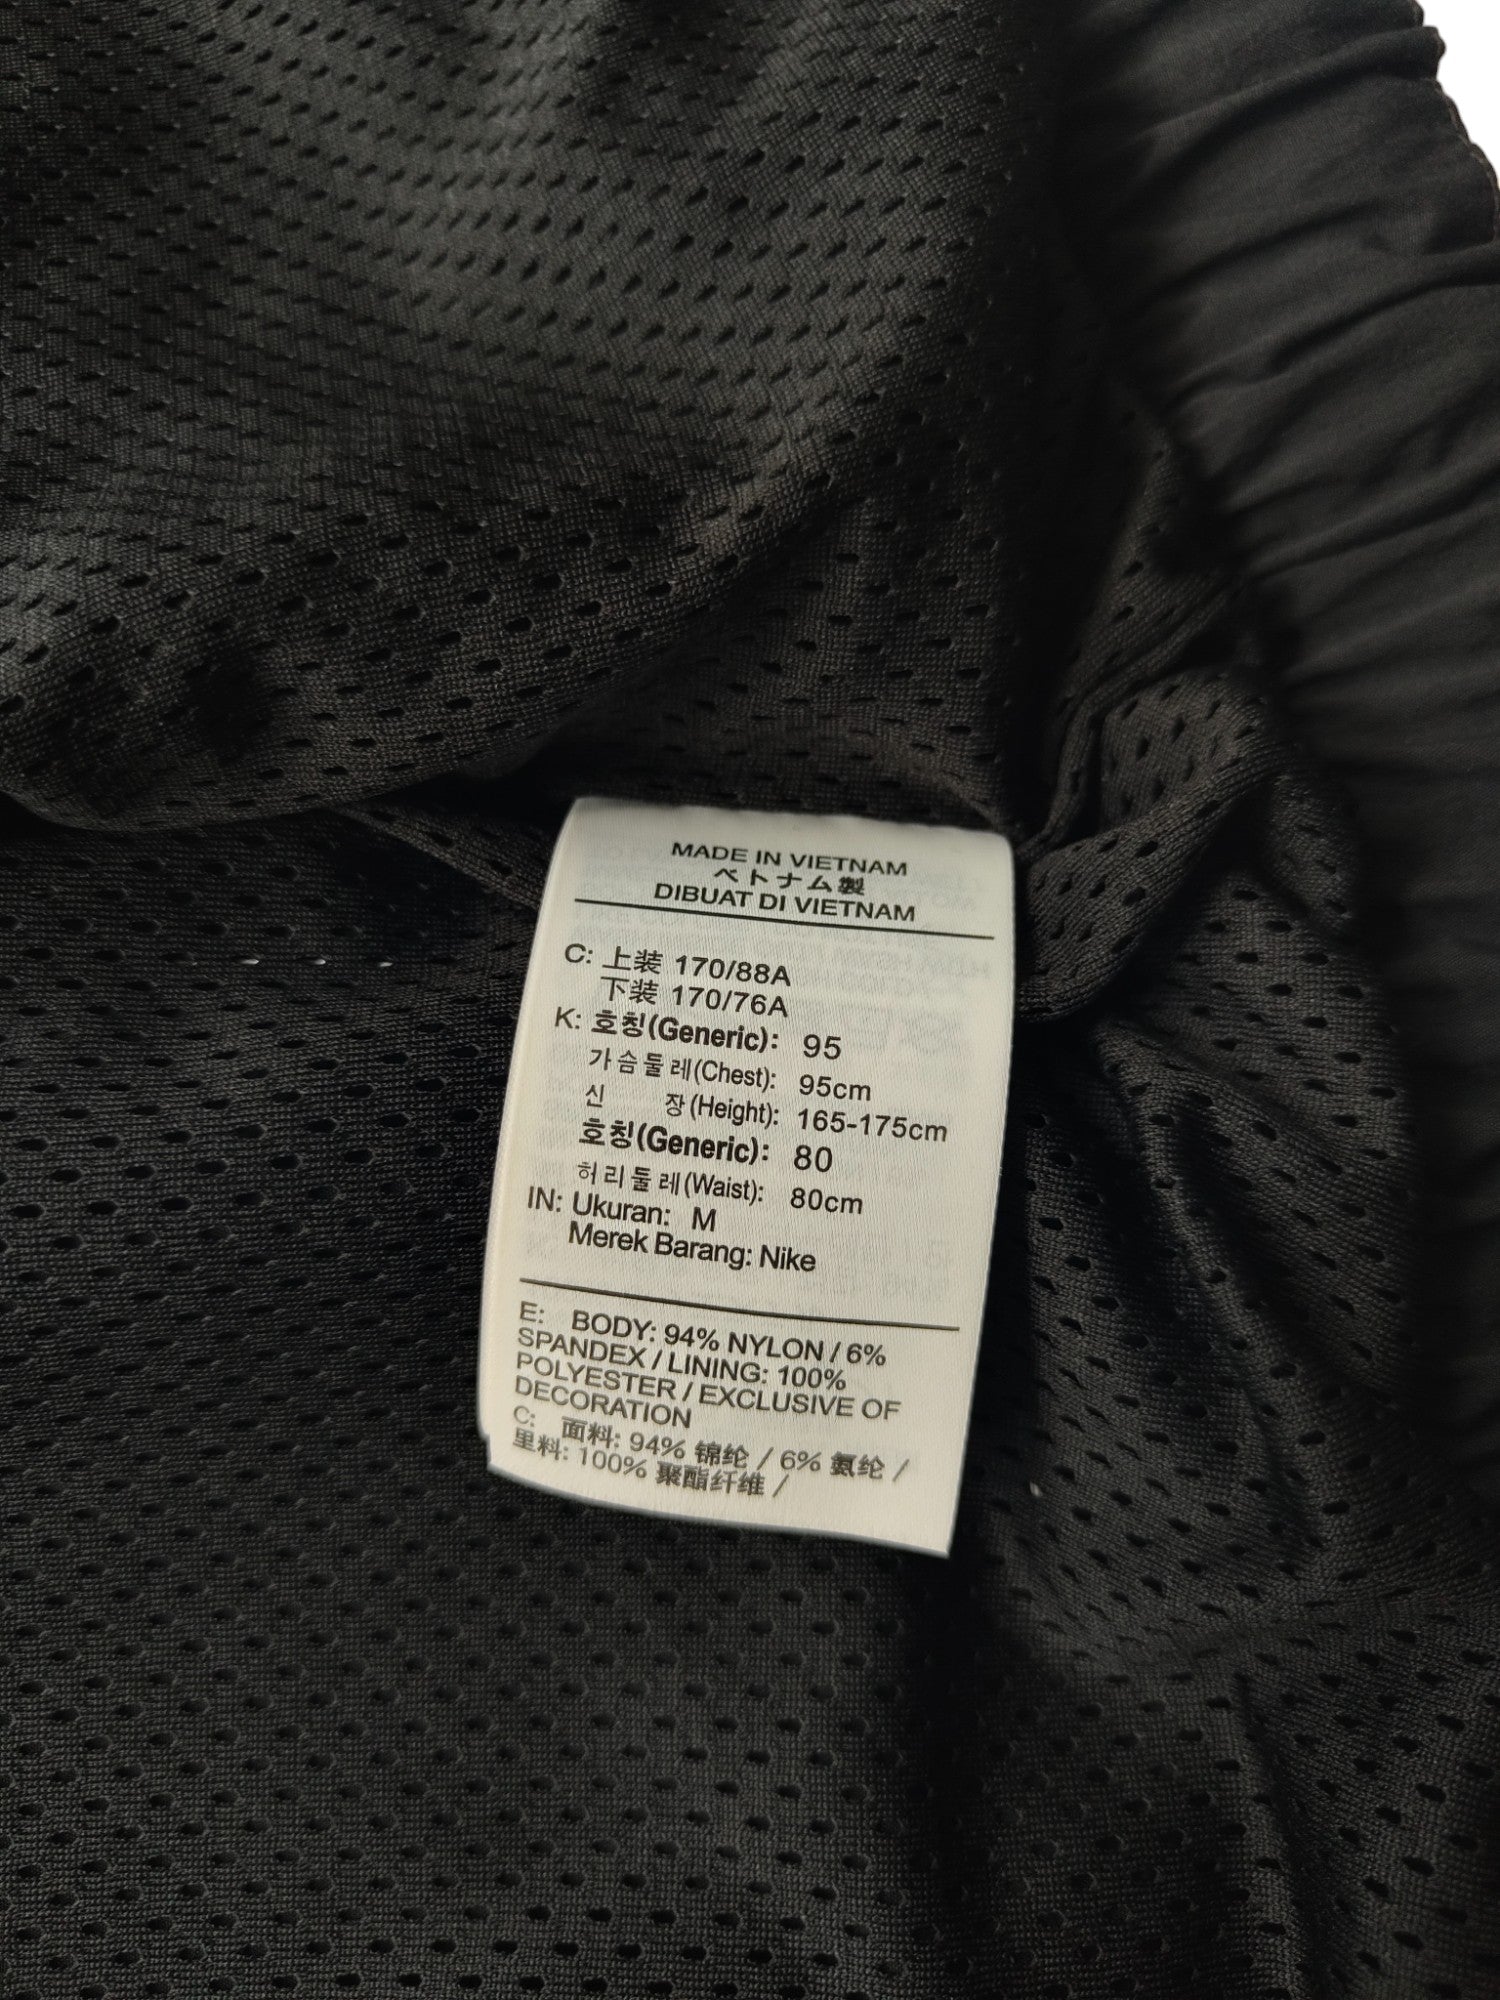 MADE IN VIETNAM
ベトナム製
DIBUAT DI VIETNAM
C: 上装 170/88A
下装 170/76A
K: 호칭(Generic): 95
가슴둘레(Chest): 95cm
신 장(Height): 165-175cm
호칭(Generic): 80
허리둘레(Waist): 80cm
IN: Ukuran: M
Merek Barang: Nike
E: BODY: 94% NYLON / 6%
SPANDEX / LINING: 100%
POLYESTER / EXCLUSIVE OF
DECORATION
C: 面料: 94% 锦纶 / 6% 氨纶 /
里料: 100% 聚酯纤维 /